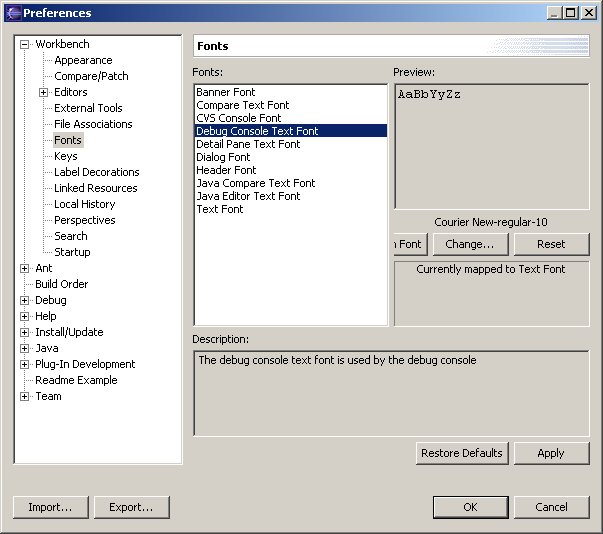 Preferences
Workbench
Appearance
Compare/Patch
Editors
External Tools
File Associations
Fonts
Keys
Label Decorations
Linked Resources
Local History
Perspectives
Search
Startup
Ant
Build Order
Debug
Help
Install/Update
Java
Plug-In Development
Readme Example
Team
Fonts
Fonts:
Banner Font
Compare Text Font
CVS Console Font
Debug Console Text Font
Detail Pane Text Font
Dialog Font
Header Font
Java Compare Text Font
Java Editor Text Font
Text Font
Preview:
AaBbYyZz
Courier New-regular-10
Font Change... Reset
Currently mapped to Text Font
Description:
The debug console text font is used by the debug console
Restore Defaults Apply
Import... Export... OK Cancel